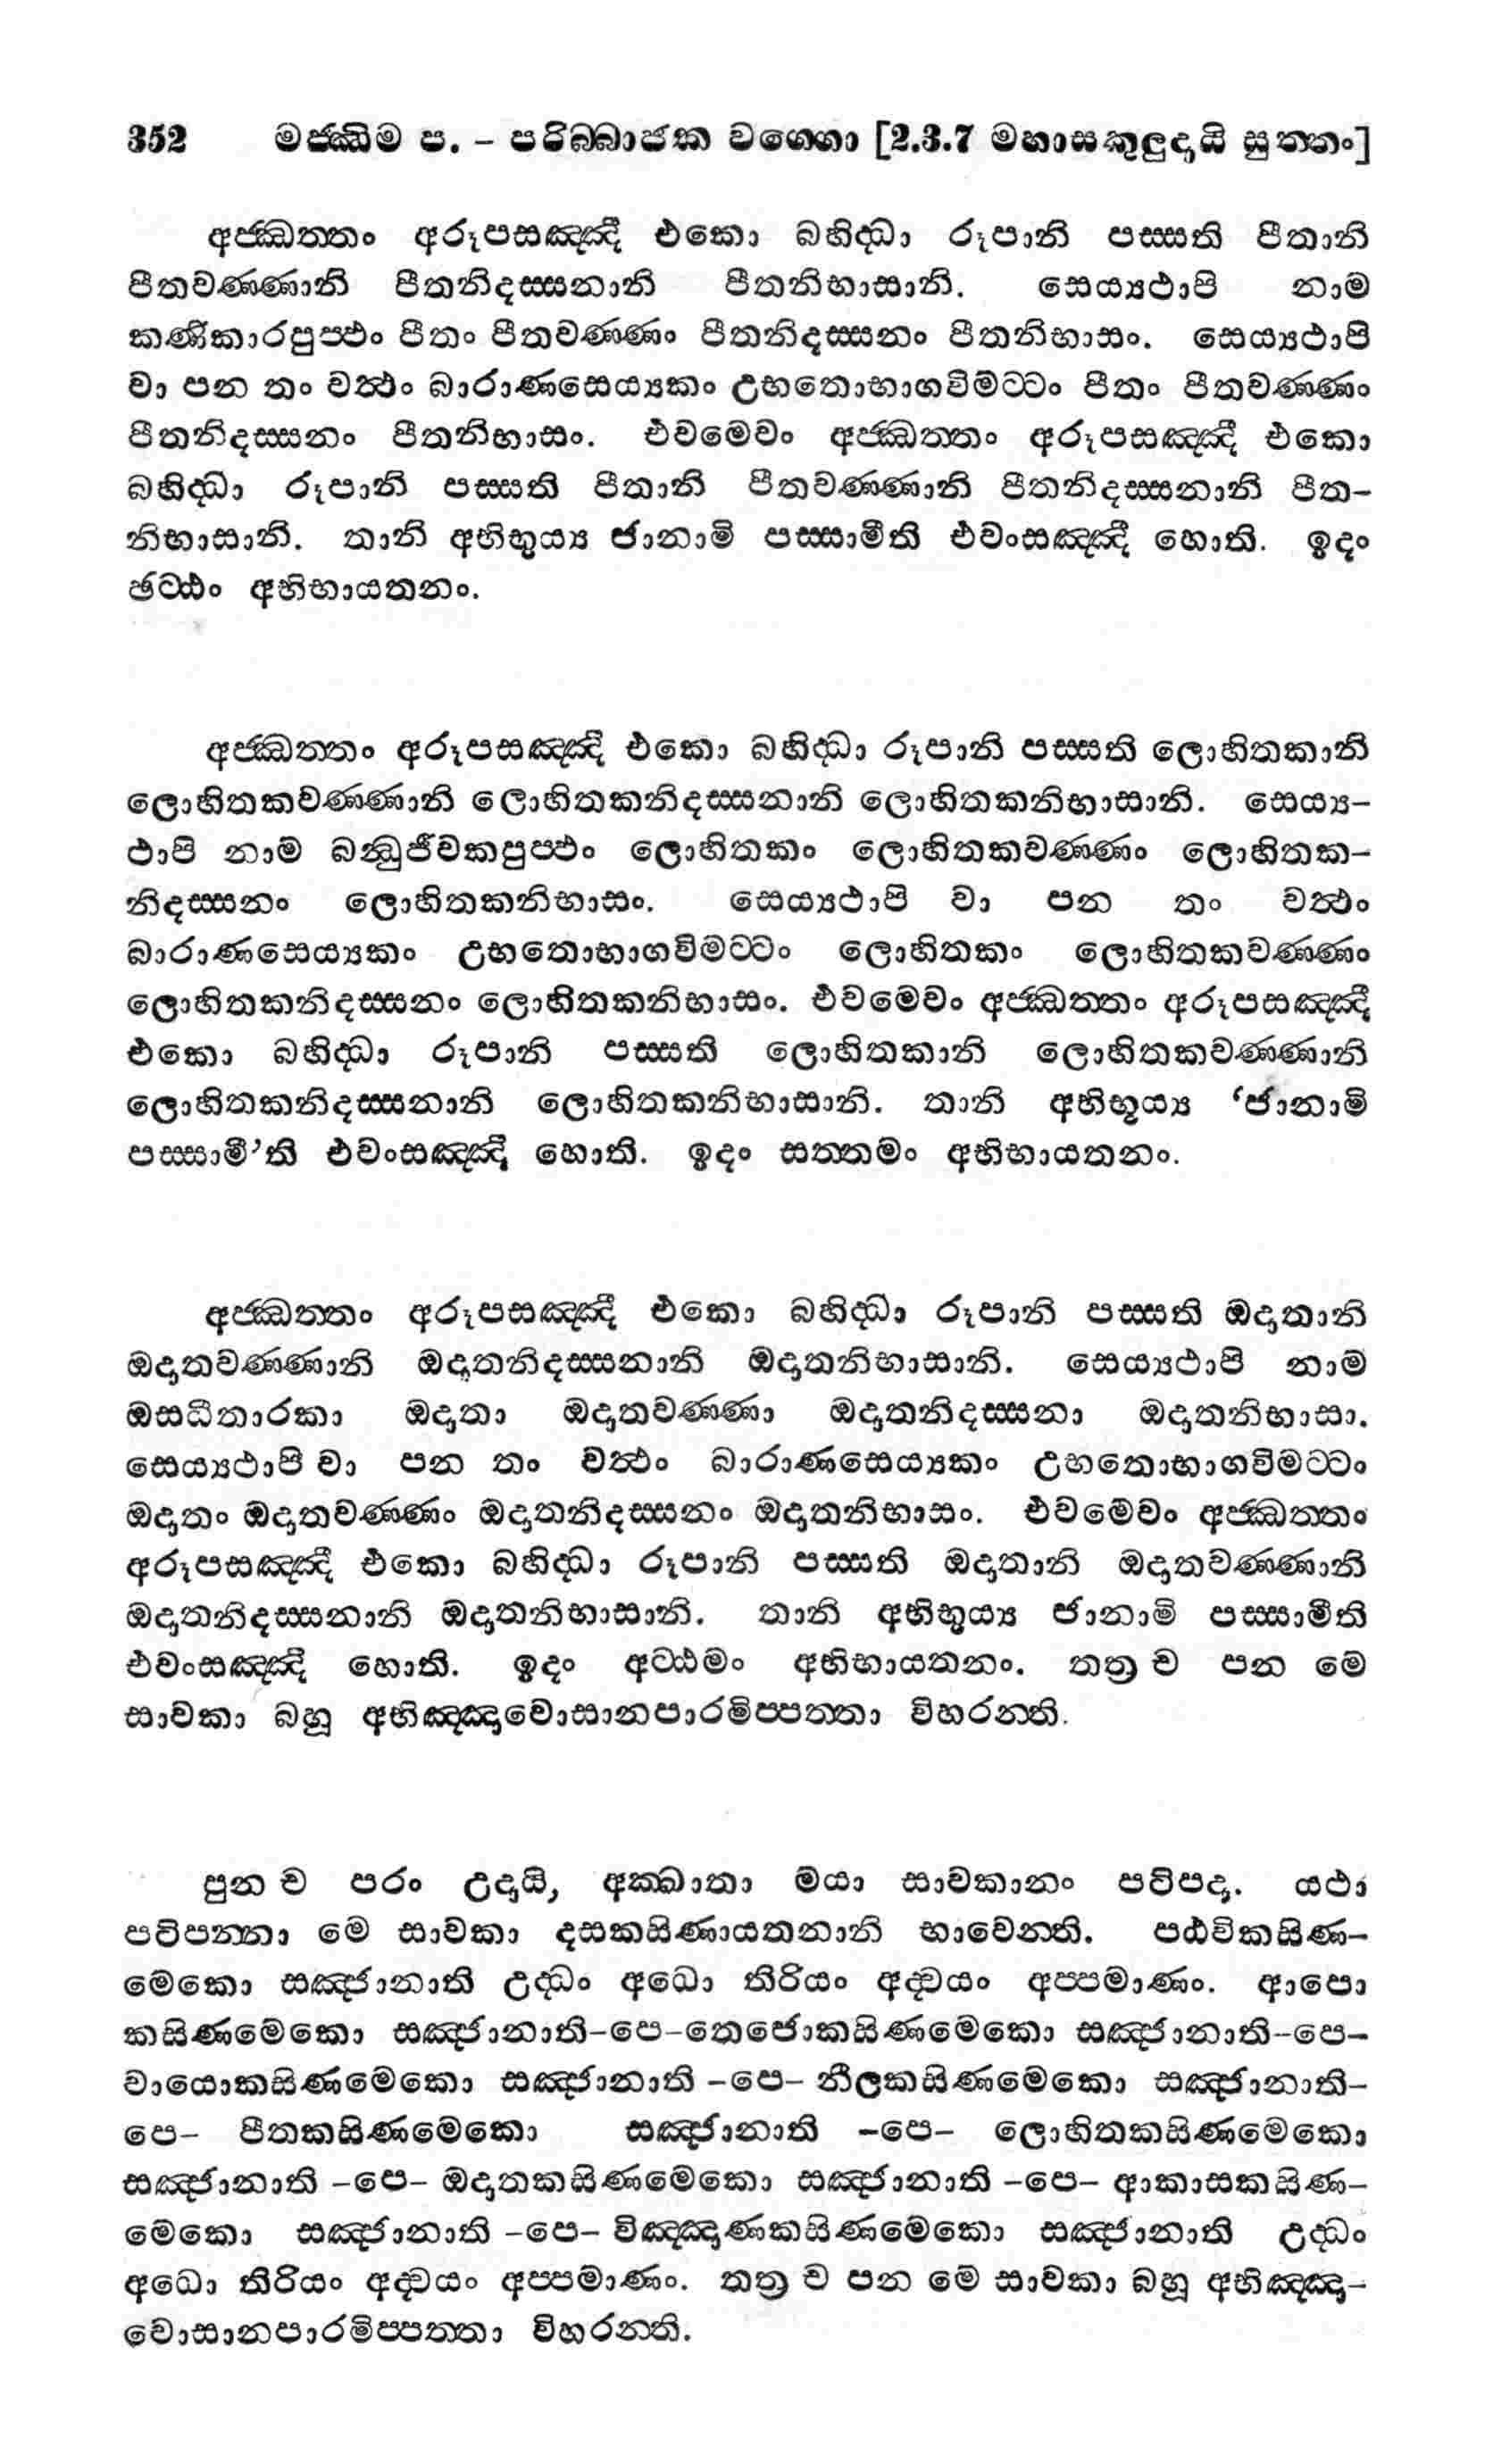 352 මජ්ඣිම ප. – පරිබ්බාජක වග්ගො [2.3.7 මහාසකුලුදායි සුත්තං]
අජ්ඣත්තං අරූපසඤ්ඤී එකො බහිද්ධා රූපානි පස්සති පීතානි
පීතවණ්ණානි පීතනිදස්සනානි පීතනිභාසානි. සෙය්‍යථාපි නාම
කණිකාරපුප්ඵං පීතං පීතවණ්ණං පීතනිදස්සනං පීතනිභාසං. සෙය්‍යථාපි
වා පන තං වත්ථං බාරාණසෙය්‍යකං උභතොභාගවිමට්ටං පීතං පීතවණ්ණං
පීතනිදස්සනං පීතනිභාසං. එවමෙවං අජ්ඣත්තං අරූපසඤ්ඤී එකො
බහිද්ධා රූපානි පස්සති පීතානි පීතවණ්ණානි පීතනිදස්සනානි පීත-
නිභාසානි. තානි අභිභුය්‍ය ජානාමි පස්සාමීති එවංසඤ්ඤී හොති. ඉදං
ඡට්ඨං අභිභායතනං.
අජ්ඣත්තං අරූපසඤ්ඤී එකො බහිද්ධා රූපානි පස්සති ලොහිතකානි
ලොහිතකවණ්ණානි ලොහිතකනිදස්සනානි ලොහිතකනිභාසානි. සෙය්‍ය-
ථාපි නාම බන්ධුජීවකපුප්ඵං ලොහිතකං ලොහිතකවණ්ණං ලොහිතක-
නිදස්සනං ලොහිතකනිභාසං. සෙය්‍යථාපි වා පන තං වත්ථං
බාරාණසෙය්‍යකං උභතොභාගවිමට්ටං ලොහිතකං ලොහිතකවණ්ණං
ලොහිතකනිදස්සනං ලොහිතකනිභාසං. එවමෙවං අජ්ඣත්තං අරූපසඤ්ඤී
එකො බහිද්ධා රූපානි පස්සති ලොහිතකානි ලොහිතකවණ්ණානි
ලොහිතකනිදස්සනානි ලොහිතකනිභාසානි. තානි අභිභූය්‍ය ‘ජානාමි
පස්සාමී’ති එවංසඤ්ඤී හොති. ඉදං සත්තමං අභිභායතනං.
අජ්ඣත්තං අරූපසඤ්ඤී එකො බහිද්ධා රූපානි පස්සති ඔදාතානි
ඔදාතවණ්ණානි ඔදාතනිදස්සනානි ඔදාතනිභාසානි. සෙය්‍යථාපි නාම
ඔසධීතාරකා ඔදාතා ඔදාතවණ්ණා ඔදාතනිදස්සනා ඔදාතනිභාසා.
සෙය්‍යථාපි වා පන තං වත්ථං බාරාණසෙය්‍යකං උභතොභාගවිමට්ටං
ඔදාතං ඔදාතවණ්ණං ඔදාතනිදස්සනං ඔදාතනිභාසං. එවමෙවං අජ්ඣත්තං
අරූපසඤ්ඤී එකො බහිද්ධා රූපානි පස්සති ඔදාතානි ඔදාතවණ්ණානි
ඔදාතනිදස්සනානි ඔදාතනිභාසානි. තානි අභිභුය්‍ය ජානාමි පස්සාමීති
එවංසඤ්ඤී හොති. ඉදං අට්ඨමං අභිභායතනං. තත්‍ර ච පන මෙ
සාවකා බහූ අභිඤ්ඤාවොසානපාරමිප්පත්තා විහරන්ති.
පුන ච පරං උදායි, අක්ඛාතා මයා සාවකානං පටිපදා. යථා
පටිපන්නා මෙ සාවකා දසකසිණායතනානි භාවෙන්ති. පඨවිකසිණ-
මෙකො සඤ්ජානාති උද්ධං අධො තිරියං අද්වයං අප්පමාණං. ආපො
කසිණමෙකො සඤ්ජානාති-පෙ-තෙජොකසිණමෙකො සඤ්ජානාති-පෙ-
වායොකසිණමෙකො සඤ්ජානාති -පෙ- නීලකසිණමෙකො සඤ්ජානාති-
පෙ- පීතකසිණමෙකො සඤ්ජානාති -පෙ- ලොහිතකසිණමෙකො
සඤ්ජානාති -පෙ- ඔදාතකසිණමෙකො සඤ්ජානාති -පෙ- ආකාසකසිණ-
මෙකො සඤ්ජානාති -පෙ- විඤ්ඤාණකසිණමෙකො සඤ්ජානාති උද්ධං
අධො තිරියං අද්වයං අප්පමාණං. තත්‍ර ච පන මෙ සාවකා බහූ අභිඤ්ඤා-
වොසානපාරමිප්පත්තා විහරන්ති.